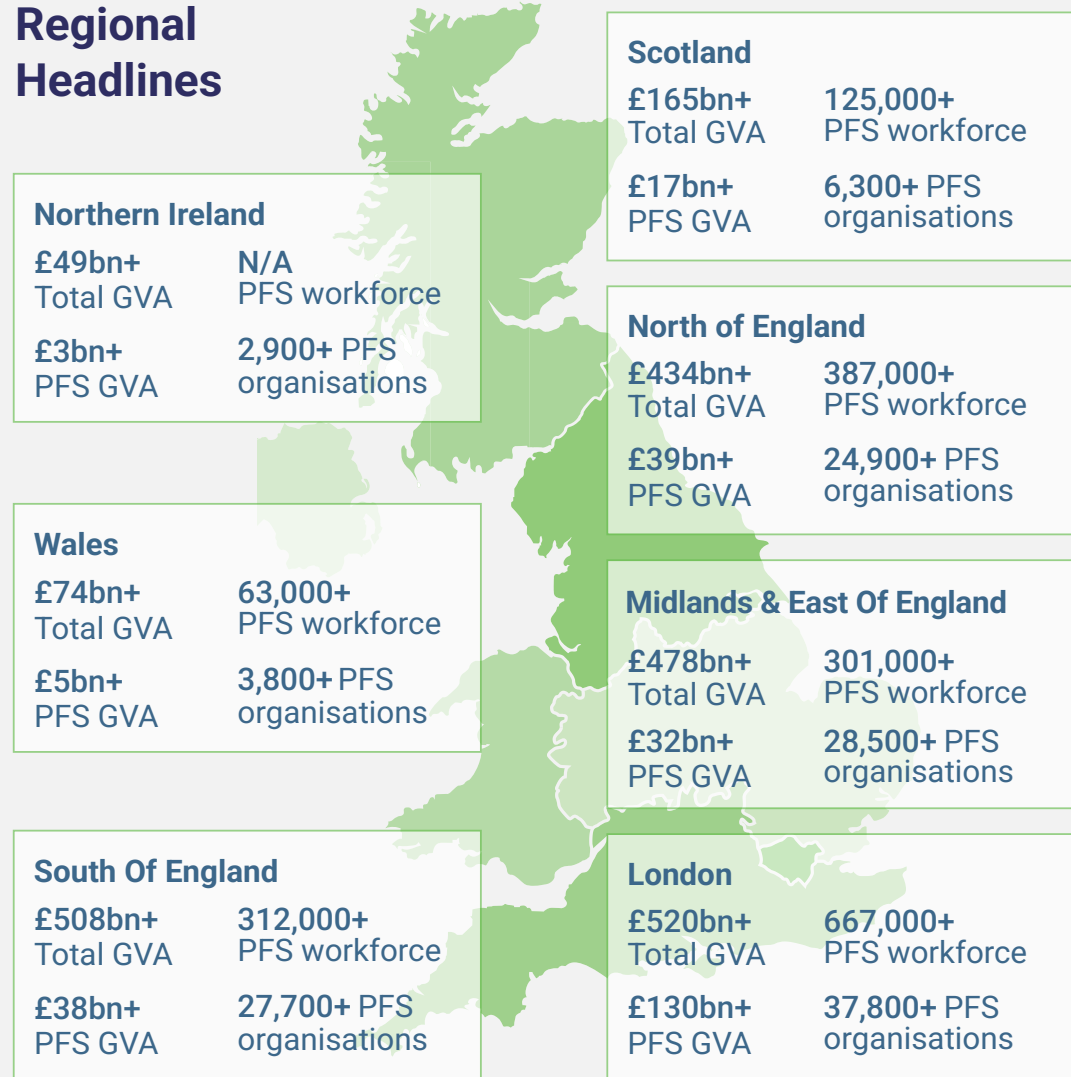 Regional
Headlines
Northern Ireland
£49bn+
Total GVA
N/A
PFS workforce
£3bn+
PFS GVA
2,900+ PFS
organisations
Wales
£74bn+
Total GVA
63,000+
PFS workforce
£5bn+
PFS GVA
3,800+ PFS
organisations
South Of England
£508bn+
Total GVA
312,000+
PFS workforce
£38bn+
PFS GVA
27,700+ PFS
organisations
Scotland
£165bn+
Total GVA
125,000+
PFS workforce
£17bn+
PFS GVA
6,300+ PFS
organisations
North of England
£434bn+
Total GVA
387,000+
PFS workforce
£39bn+
PFS GVA
24,900+ PFS
organisations
Midlands & East Of England
£478bn+
Total GVA
301,000+
PFS workforce
£32bn+
PFS GVA
28,500+ PFS
organisations
London
£520bn+
Total GVA
667,000+
PFS workforce
£130bn+
PFS GVA
37,800+ PFS
organisations